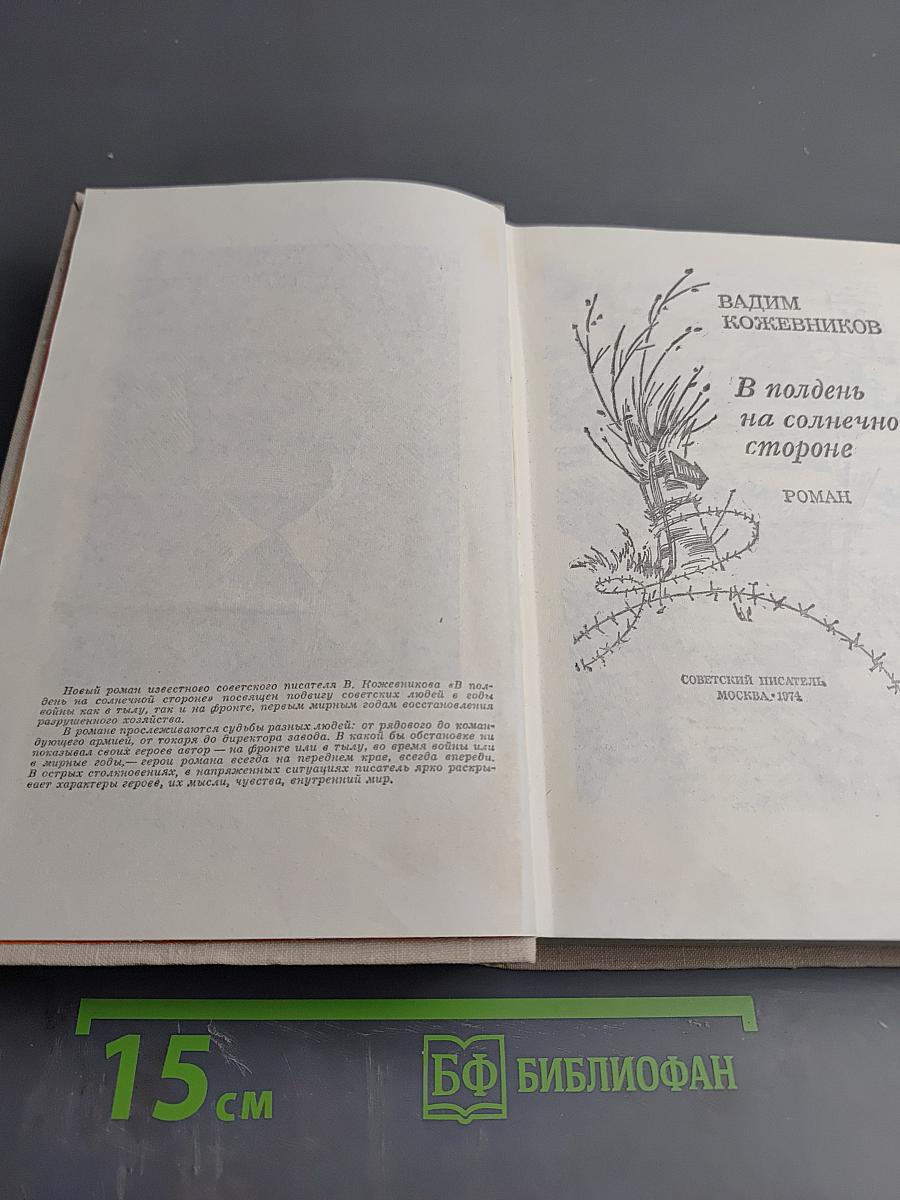 Новый роман известного советского писателя В. Кожевникова «В пол-
день на солнечной стороне» посвящен подвигу советских людей в годы
войны как в тылу, так и на фронте, первым мирным годам восстановления
разрушенного хозяйства.
В романе прослеживаются судьбы разных людей: от рядового до коман-
дующего армией, от токаря до директора завода. В какой бы обстановке ни
показывал своих героев автор — на фронте или в тылу, во время войны или
в мирные годы,— герои романа всегда на переднем крае, всегда впереди.
В острых столкновениях, в напряженных ситуациях писатель ярко раскры-
вает характеры героев, их мысли, чувства, внутренний мир.
ВАДИМ
КОЖЕВНИКОВ
В полдень
на солнечно
стороне
РОМАН
СОВЕТСКИЙ ПИСАТЕЛЬ
МОСКВА·1974
15 см
БФ БИБЛИОФАН